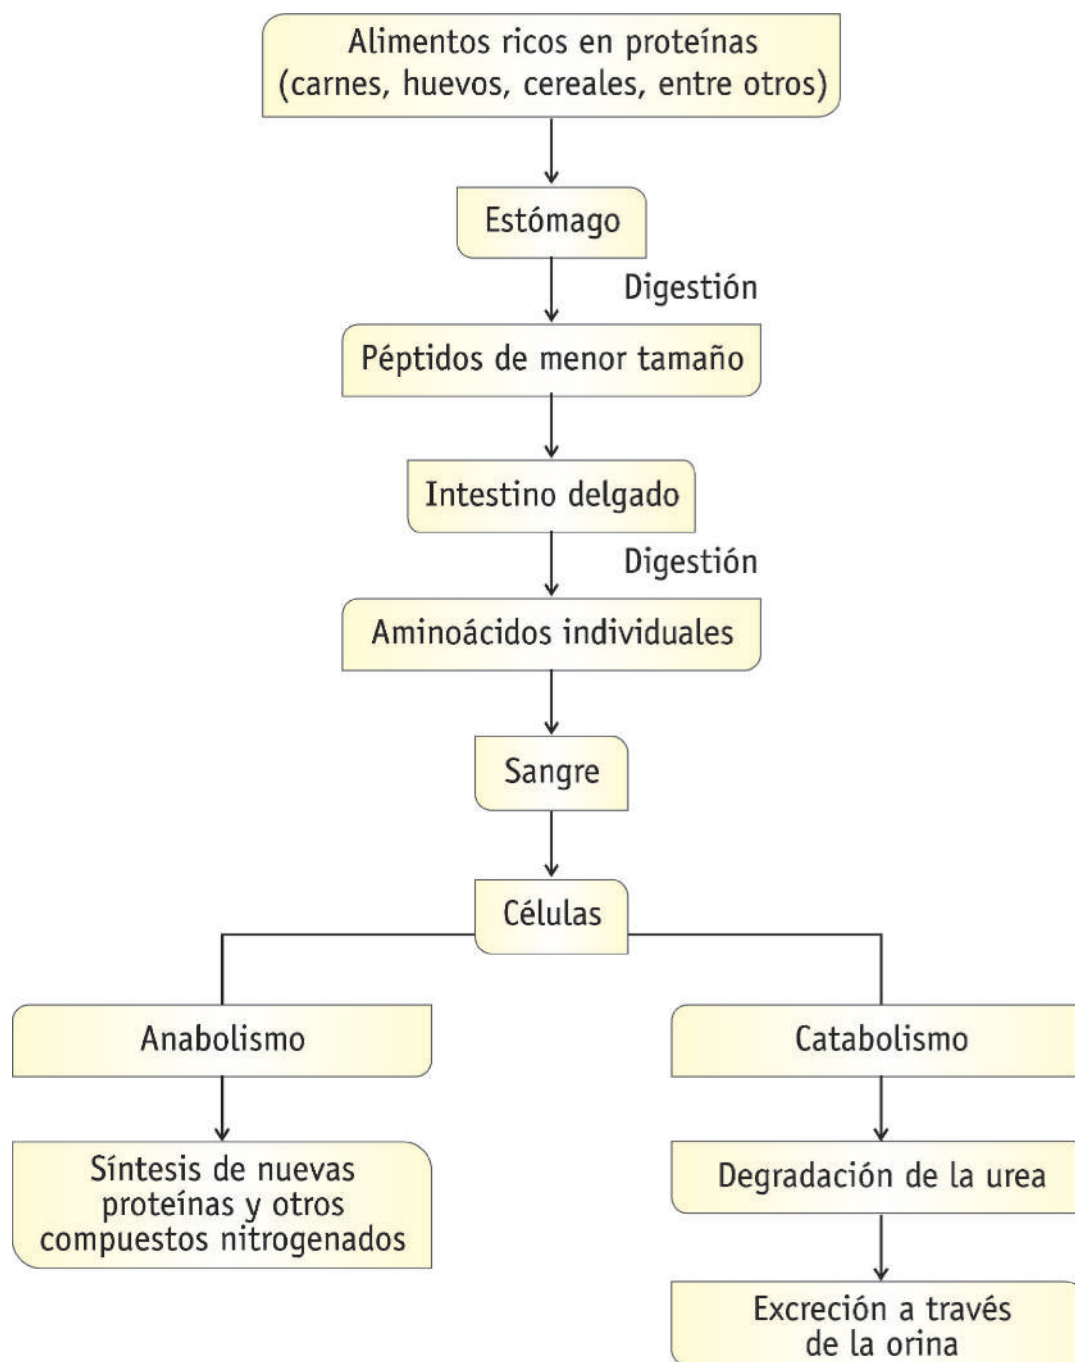 Alimentos ricos en proteínas
(carnes, huevos, cereales, entre otros)
Estómago
Digestión
Péptidos de menor tamaño
Intestino delgado
Digestión
Aminoácidos individuales
Sangre
Células
Anabolismo
Catabolismo
Síntesis de nuevas
proteínas y otros
compuestos nitrogenados
Degradación de la urea
Excreción a través
de la orina